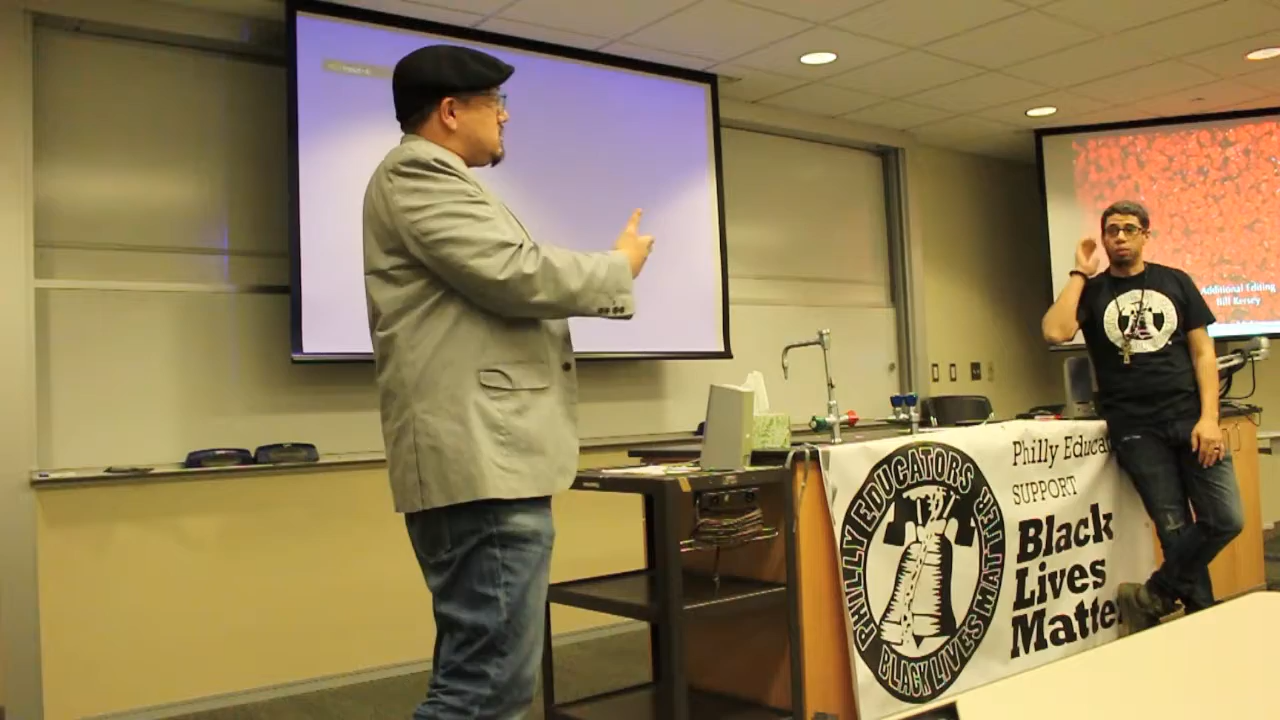 Additional Editing
Bill Kersey
PHILLY EDUCATORS
BLACK LIVES MATTER
Philly Educa
SUPPORT
Black
Lives
Matte